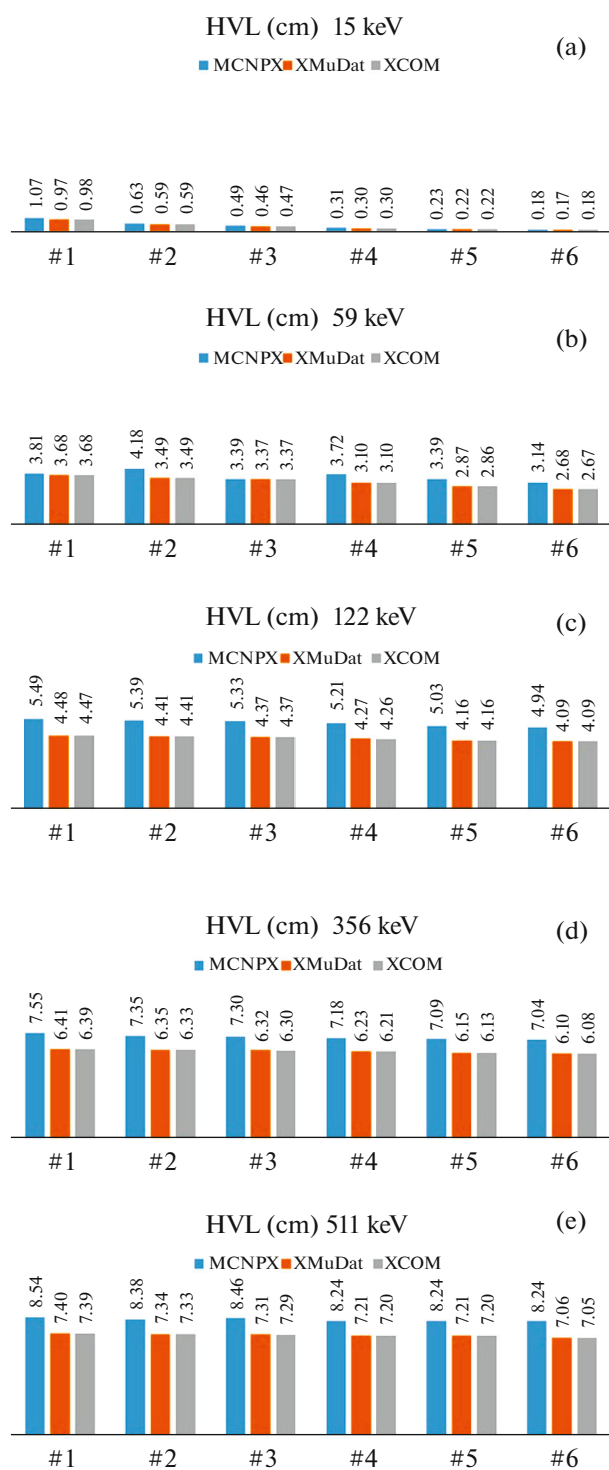 HVL (cm) 15 keV
(a)
MCNPX XMuDat XCOM
1.07 0.97 0.98 0.63 0.59 0.59 0.49 0.46 0.47 0.31 0.30 0.30 0.23 0.22 0.22 0.18 0.17 0.18
#1 #2 #3 #4 #5 #6
HVL (cm) 59 keV
(b)
MCNPX XMuDat XCOM
3.81 3.68 3.68 4.18 3.49 3.49 3.39 3.37 3.37 3.72 3.10 3.10 3.39 2.87 2.86 3.14 2.68 2.67
#1 #2 #3 #4 #5 #6
HVL (cm) 122 keV
(c)
MCNPX XMuDat XCOM
5.49 4.48 4.47 5.39 4.41 4.41 5.33 4.37 4.37 5.21 4.27 4.26 5.03 4.16 4.16 4.94 4.09 4.09
#1 #2 #3 #4 #5 #6
HVL (cm) 356 keV
(d)
MCNPX XMuDat XCOM
7.55 6.41 6.39 7.35 6.35 6.33 7.30 6.32 6.30 7.18 6.23 6.21 7.09 6.15 6.13 7.04 6.10 6.08
#1 #2 #3 #4 #5 #6
HVL (cm) 511 keV
(e)
MCNPX XMuDat XCOM
8.54 7.40 7.39 8.38 7.34 7.33 8.46 7.31 7.29 8.24 7.21 7.20 8.24 7.21 7.20 8.24 7.06 7.05
#1 #2 #3 #4 #5 #6